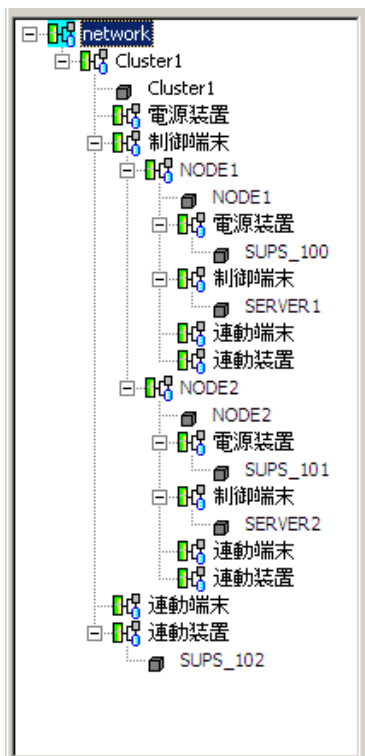 network
Cluster1
Cluster1
電源装置
制御端末
NODE1
NODE1
電源装置
SUPS_100
制御端末
SERVER1
連動端末
連動装置
NODE2
NODE2
電源装置
SUPS_101
制御端末
SERVER2
連動端末
連動装置
連動端末
連動装置
SUPS_102